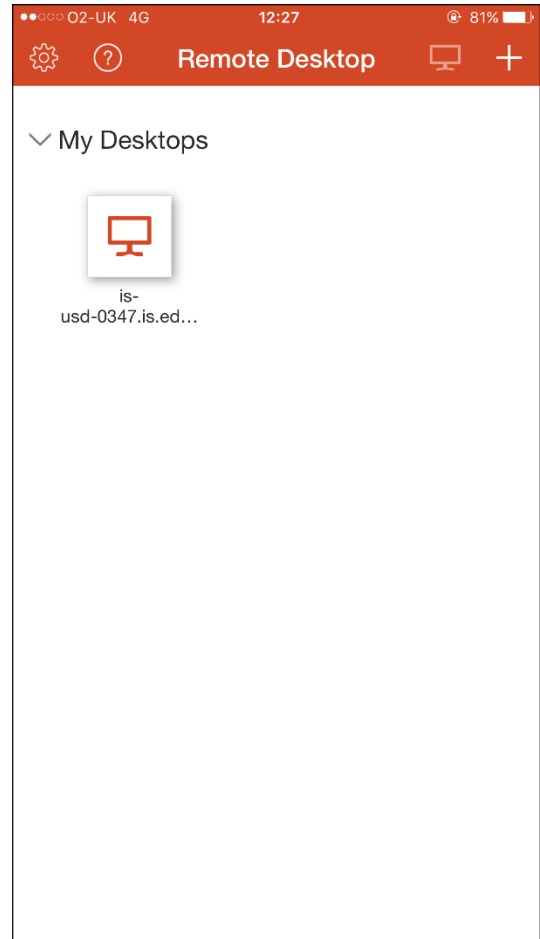 O2-UK 4G 12:27 81%
? Remote Desktop
My Desktops
is-
usd-0347.is.ed...